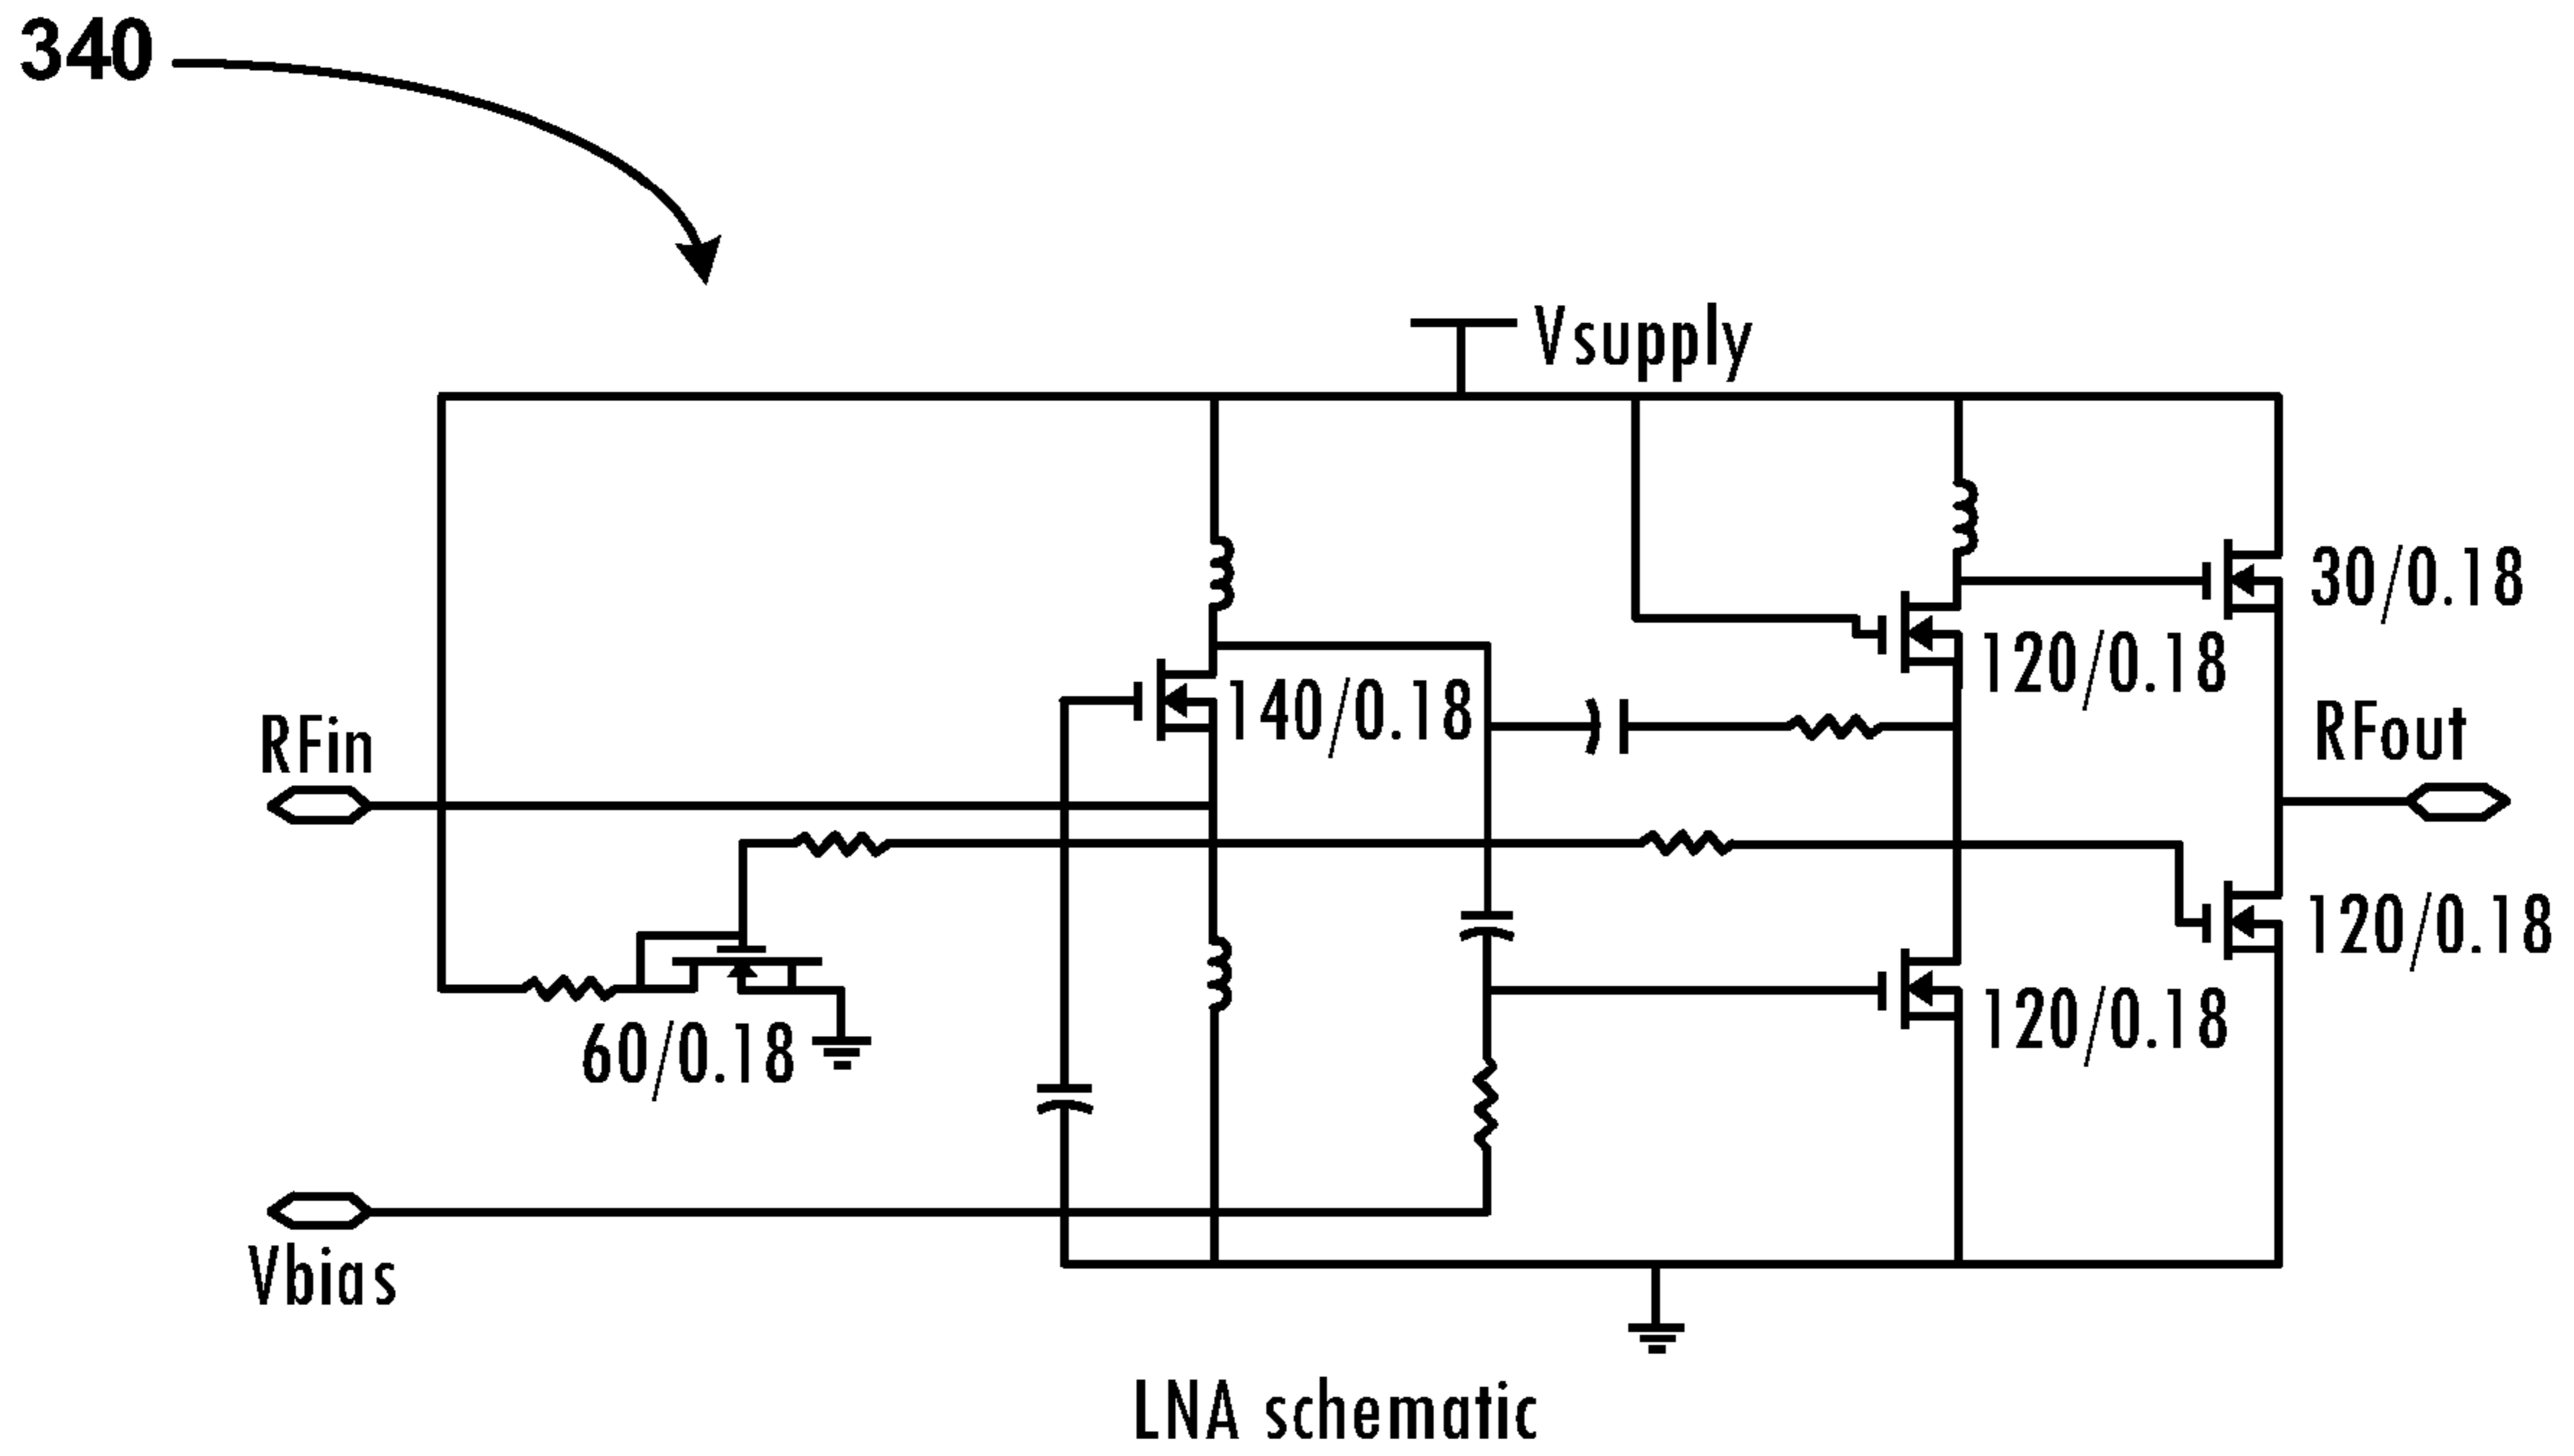 340
Vsupply
30/0.18
120/0.18
140/0.18
RFin
RFout
120/0.18
120/0.18
60/0.18
Vbias
LNA schematic